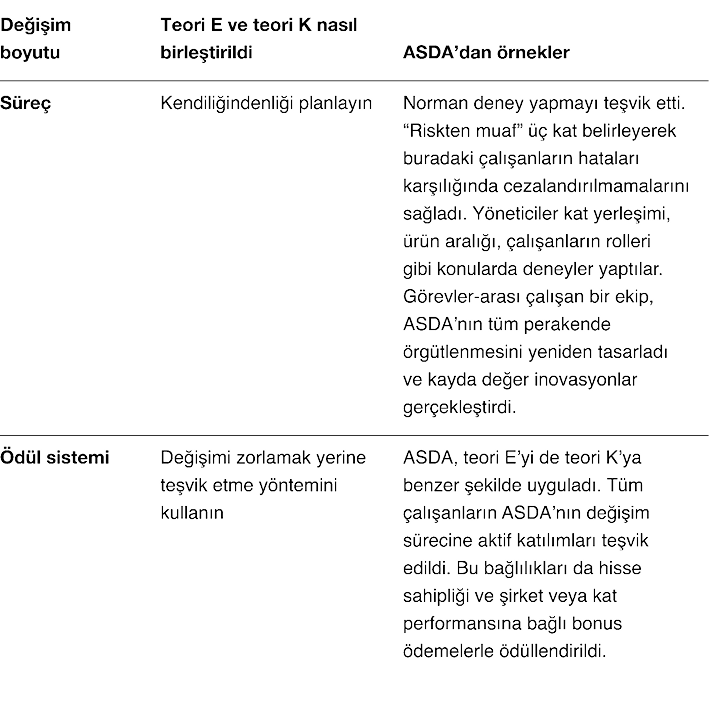 Değişim boyutu
Teori E ve teori K nasıl birleştirildi
ASDA’dan örnekler
Süreç
Kendiliğindenliği planlayın
Norman deney yapmayı teşvik etti.
“Riskten muaf” üç kat belirleyerek
buradaki çalışanların hataları
karşılığında cezalandırılmamalarını
sağladı. Yöneticiler kat yerleşimi,
ürün aralığı, çalışanların rolleri
gibi konularda deneyler yaptılar.
Görevler-arası çalışan bir ekip,
ASDA’nın tüm perakende
örgütlenmesini yeniden tasarladı
ve kayda değer inovasyonlar
gerçekleştirdi.
Ödül sistemi
Değişimi zorlamak yerine
teşvik etme yöntemini
kullanın
ASDA, teori E’yi de teori K’ya
benzer şekilde uyguladı. Tüm
çalışanların ASDA’nın değişim
sürecine aktif katılımları teşvik
edildi. Bu bağlılıkları da hisse
sahipliği ve şirket veya kat
performansına bağlı bonus
ödemelerle ödüllendirildi.